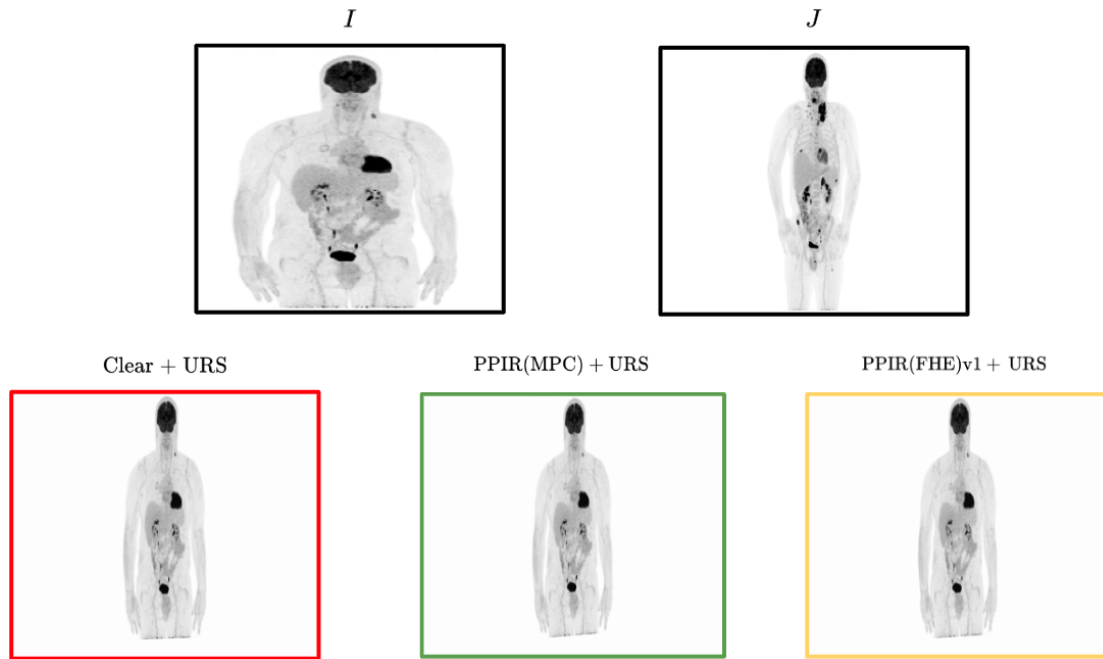 I
J
Clear + URS
PPIR(MPC) + URS
PPIR(FHE)v1 + URS